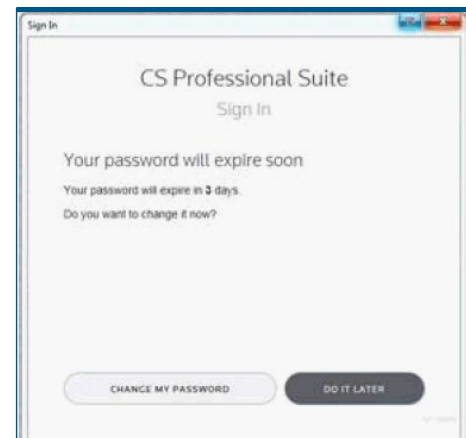 Sign In
CS Professional Suite
Sign In
Your password will expire soon
Your password will expire in 3 days.
Do you want to change it now?
CHANGE MY PASSWORD
DO IT LATER